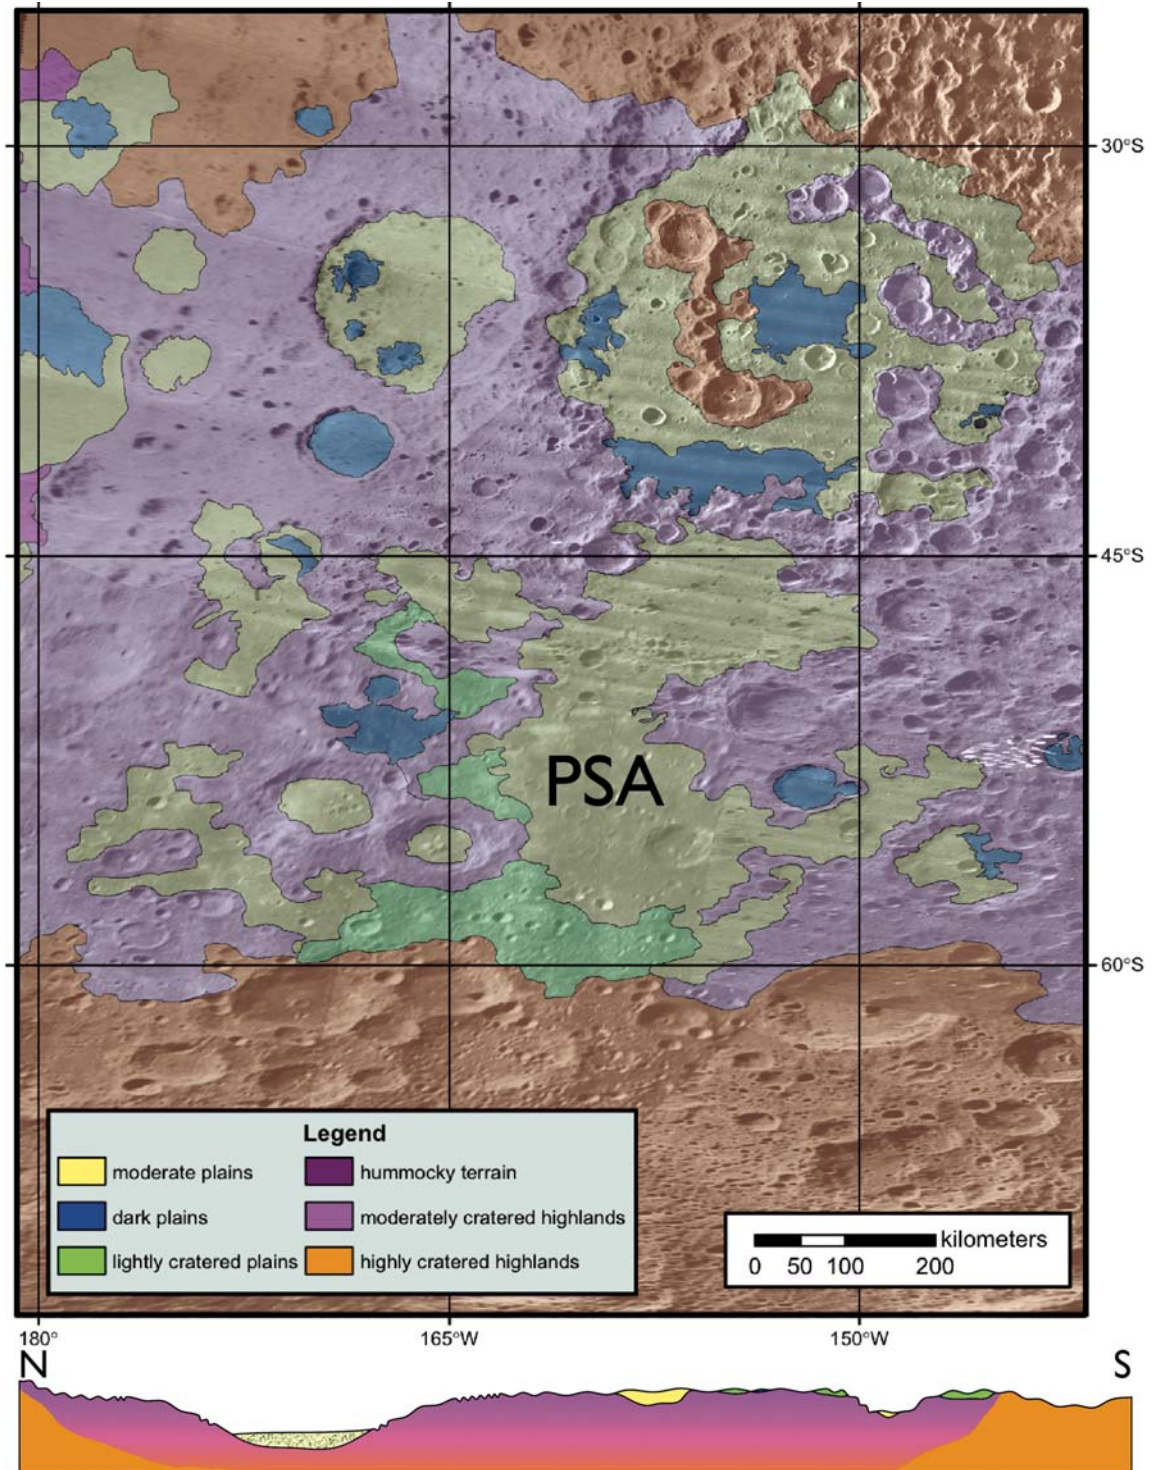 30°S
45°S
PSA
60°S
Legend
moderate plains
hummocky terrain
dark plains
moderately cratered highlands
lightly cratered plains
highly cratered highlands
kilometers
0 50 100 200
180° 165°W 150°W
N S